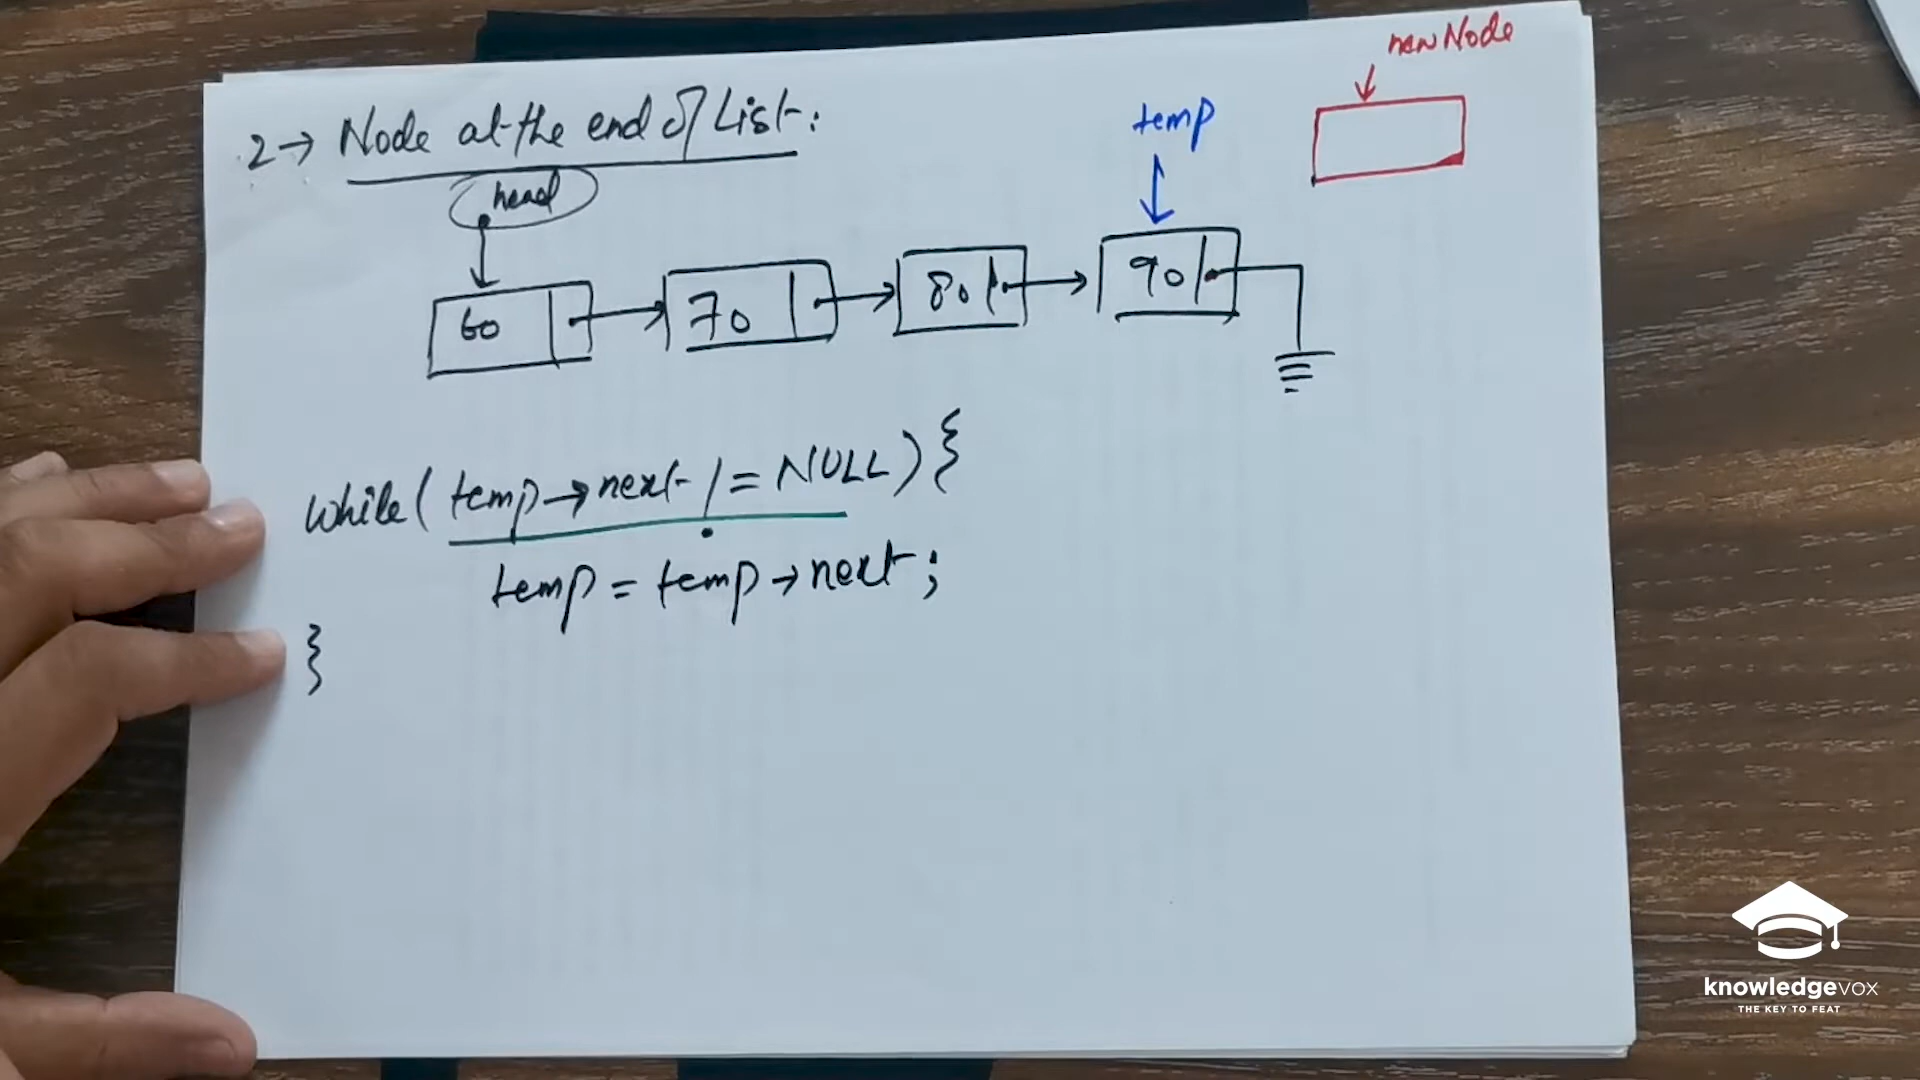 newNode
2→ Node at the end of List:
temp
head
60 70 80 90
while(temp→next != NULL){
temp = temp→next;
}
knowledgevox
THE KEY TO FEAT